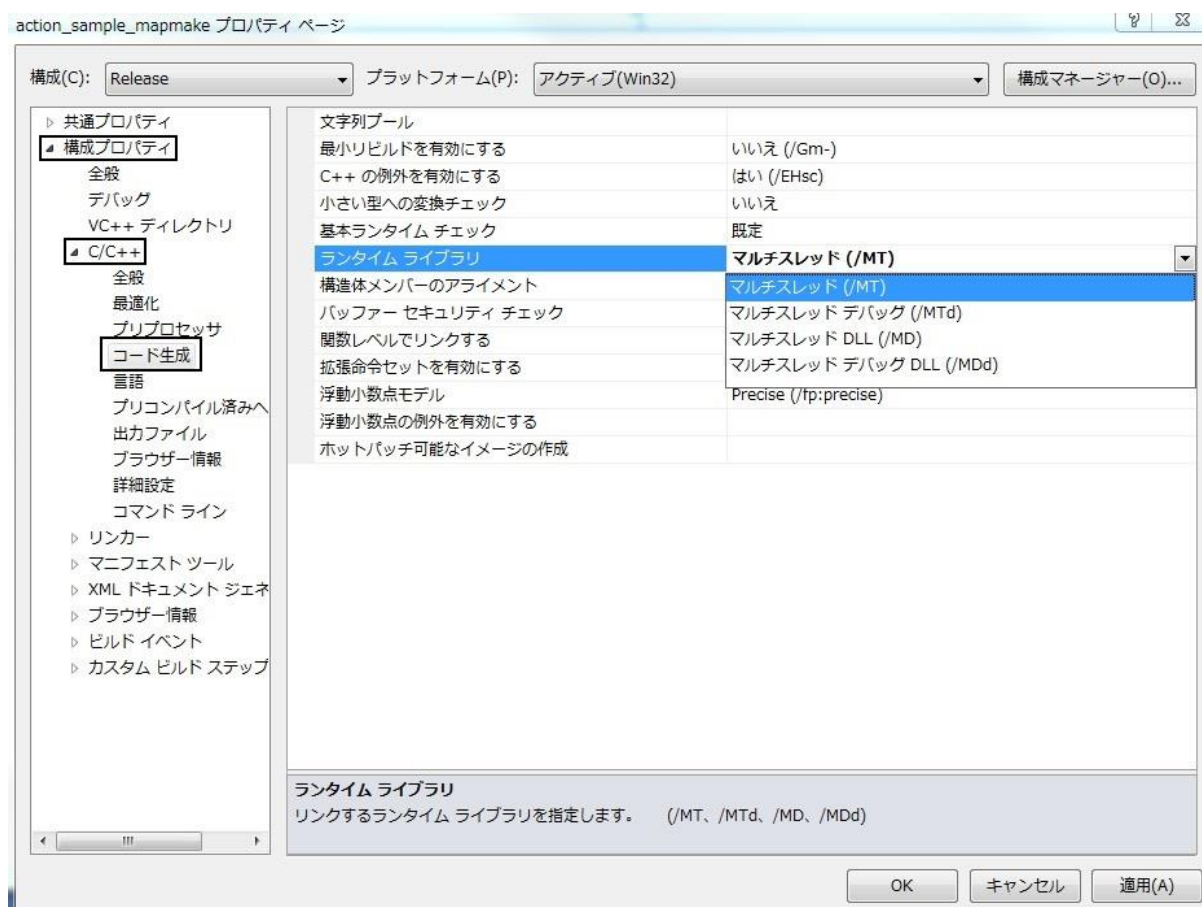 action_sample_mapmake プロパティ ページ
構成(C): Release プラットフォーム(P): アクティブ(Win32) 構成マネージャー(O)...
共通プロパティ
構成プロパティ
全般
デバッグ
VC++ ディレクトリ
C/C++
全般
最適化
プリプロセッサ
コード生成
言語
プリコンパイル済みヘ
出力ファイル
ブラウザー情報
詳細設定
コマンド ライン
リンカー
マニフェスト ツール
XML ドキュメント ジェネ
ブラウザー情報
ビルド イベント
カスタム ビルド ステップ
文字列プール
最小リビルドを有効にする いいえ (/Gm-)
C++ の例外を有効にする はい (/EHsc)
小さい型への変換チェック いいえ
基本ランタイム チェック 既定
ランタイム ライブラリ マルチスレッド (/MT)
構造体メンバーのアライメント マルチスレッド (/MT)
バッファー セキュリティ チェック マルチスレッド デバッグ (/MTd)
関数レベルでリンクする マルチスレッド DLL (/MD)
拡張命令セットを有効にする マルチスレッド デバッグ DLL (/MDd)
浮動小数点モデル Precise (/fp:precise)
浮動小数点の例外を有効にする
ホットパッチ可能なイメージの作成
ランタイム ライブラリ
リンクするランタイム ライブラリを指定します。 (/MT、/MTd、/MD、/MDd)
OK キャンセル 適用(A)